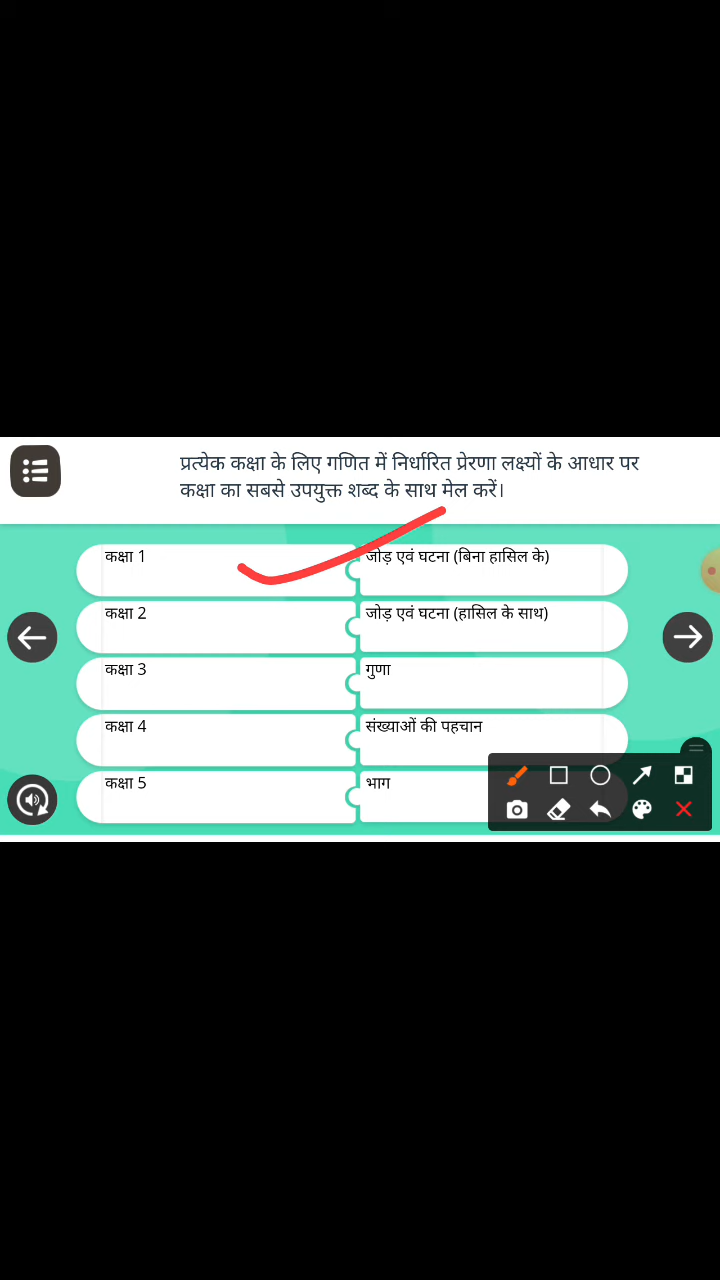 प्रत्येक कक्षा के लिए गणित में निर्धारित प्रेरणा लक्ष्यों के आधार पर
कक्षा का सबसे उपयुक्त शब्द के साथ मेल करें।
कक्षा 1
जोड़ एवं घटना (बिना हासिल के)
कक्षा 2
जोड़ एवं घटना (हासिल के साथ)
कक्षा 3
गुणा
कक्षा 4
संख्याओं की पहचान
कक्षा 5
भाग